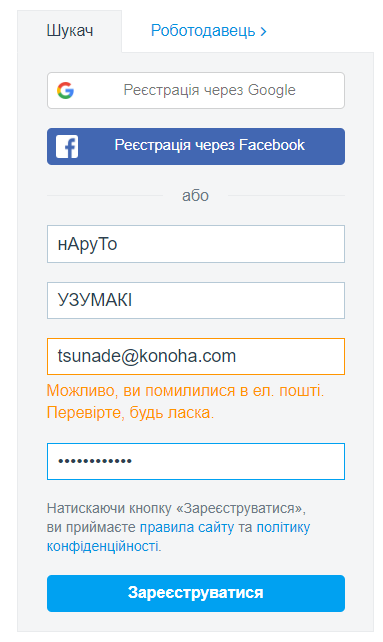 Шукач
Роботодавець
Реєстрація через Google
Реєстрація через Facebook
або
нАруТо
УЗУМАКІ
tsunade@konoha.com
Можливо, ви помилилися в ел. пошті.
Перевірте, будь ласка.
••••••••••••
Натискаючи кнопку «Зареєструватися»,
ви приймаєте правила сайту та політику
конфіденційності.
Зареєструватися